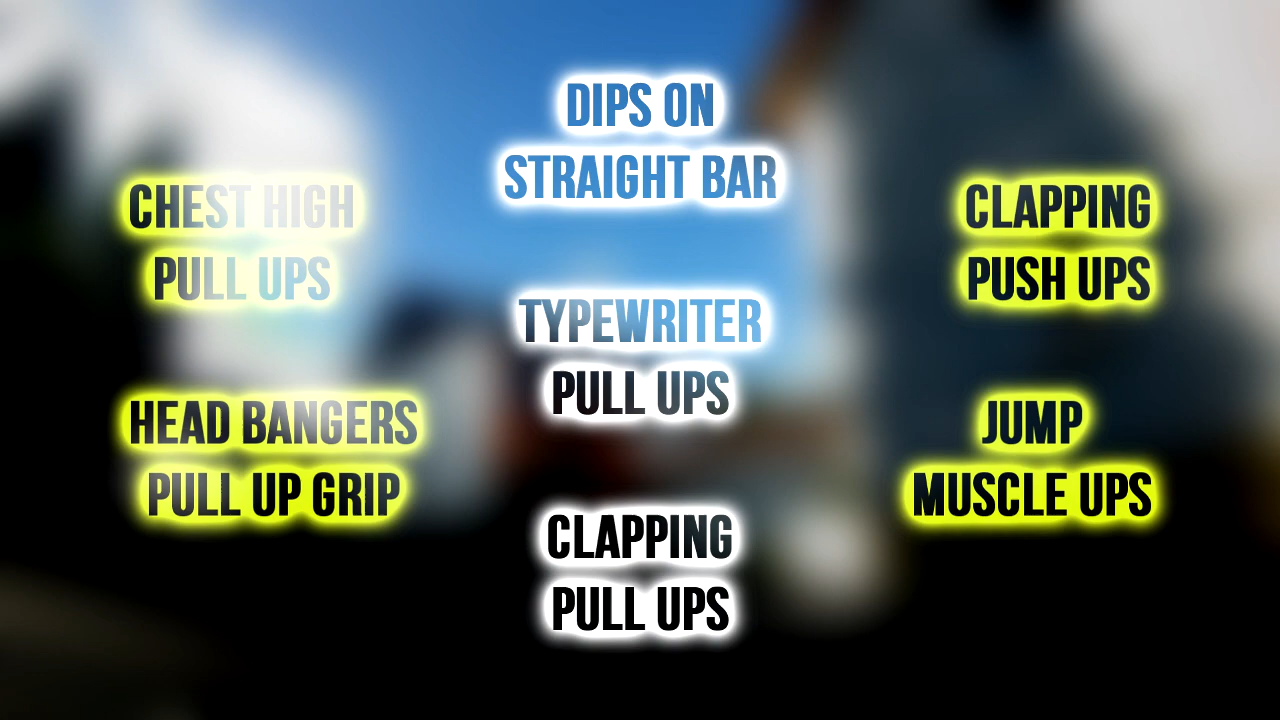 DIPS ON
STRAIGHT BAR
CHEST HIGH
PULL UPS
CLAPPING
PUSH UPS
TYPEWRITER
PULL UPS
HEAD BANGERS
PULL UP GRIP
JUMP
MUSCLE UPS
CLAPPING
PULL UPS